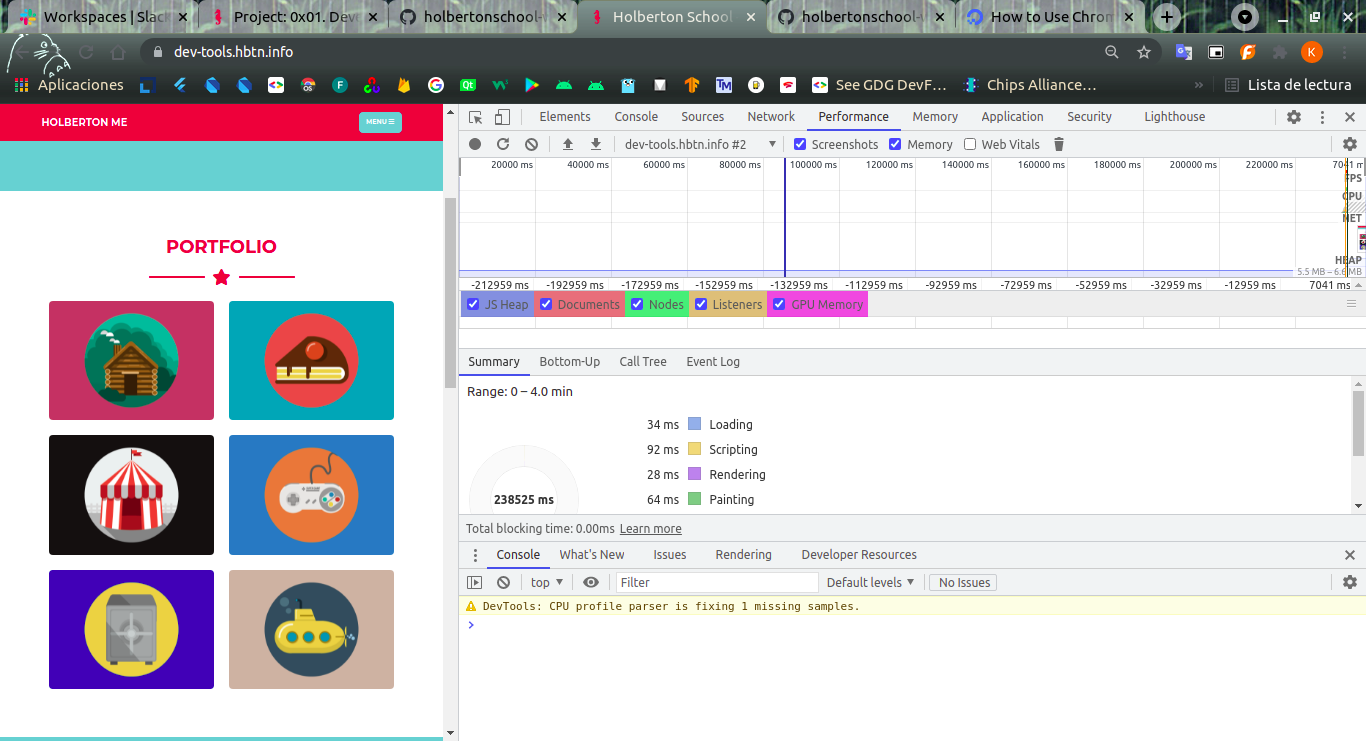 Workspaces | Slac
Project: 0x01. Dev
holbertonschool-
Holberton School
holbertonschool-
How to Use Chrom
dev-tools.hbtn.info
K
Aplicaciones
See GDG DevF…
Chips Alliance…
»
Lista de lectura
HOLBERTON ME
MENU
PORTFOLIO
Elements Console Sources Network Performance Memory Application Security Lighthouse
dev-tools.hbtn.info #2 Screenshots Memory Web Vitals
20000 ms 40000 ms 60000 ms 80000 ms 100000 ms 120000 ms 140000 ms 160000 ms 180000 ms 200000 ms 220000 ms 7041 m
FPS
CPU
NET
HEAP
5.5 MB – 6.6 MB
-212959 ms -192959 ms -172959 ms -152959 ms -132959 ms -112959 ms -92959 ms -72959 ms -52959 ms -32959 ms -12959 ms 7041 ms
JS Heap Documents Nodes Listeners GPU Memory
Summary Bottom-Up Call Tree Event Log
Range: 0 – 4.0 min
34 ms Loading
92 ms Scripting
28 ms Rendering
64 ms Painting
238525 ms
Total blocking time: 0.00ms Learn more
Console What's New Issues Rendering Developer Resources
top Filter Default levels No Issues
DevTools: CPU profile parser is fixing 1 missing samples.